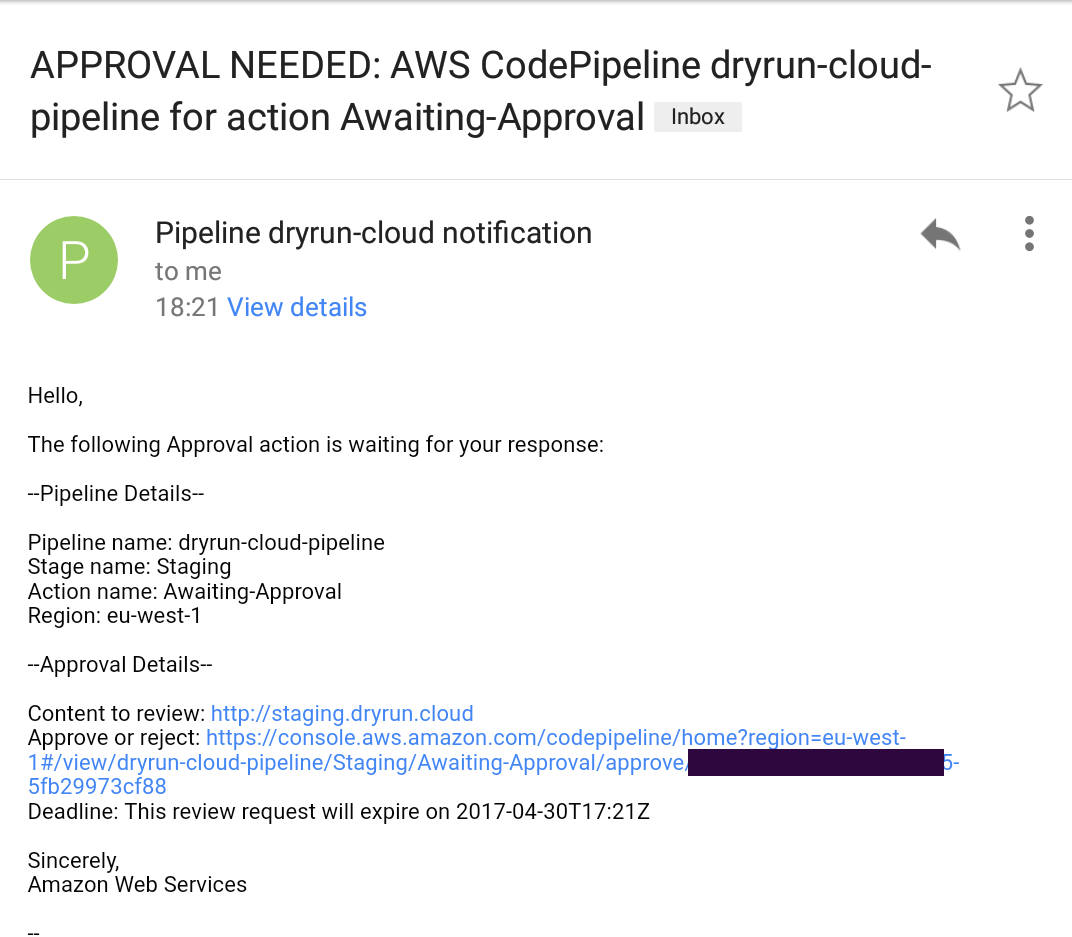 APPROVAL NEEDED: AWS CodePipeline dryrun-cloud-
pipeline for action Awaiting-Approval Inbox
P
Pipeline dryrun-cloud notification
to me
18:21 View details
Hello,
The following Approval action is waiting for your response:
--Pipeline Details--
Pipeline name: dryrun-cloud-pipeline
Stage name: Staging
Action name: Awaiting-Approval
Region: eu-west-1
--Approval Details--
Content to review: http://staging.dryrun.cloud
Approve or reject: https://console.aws.amazon.com/codepipeline/home?region=eu-west-
1#/view/dryrun-cloud-pipeline/Staging/Awaiting-Approval/approve/
5fb29973cf88
Deadline: This review request will expire on 2017-04-30T17:21Z
Sincerely,
Amazon Web Services
--